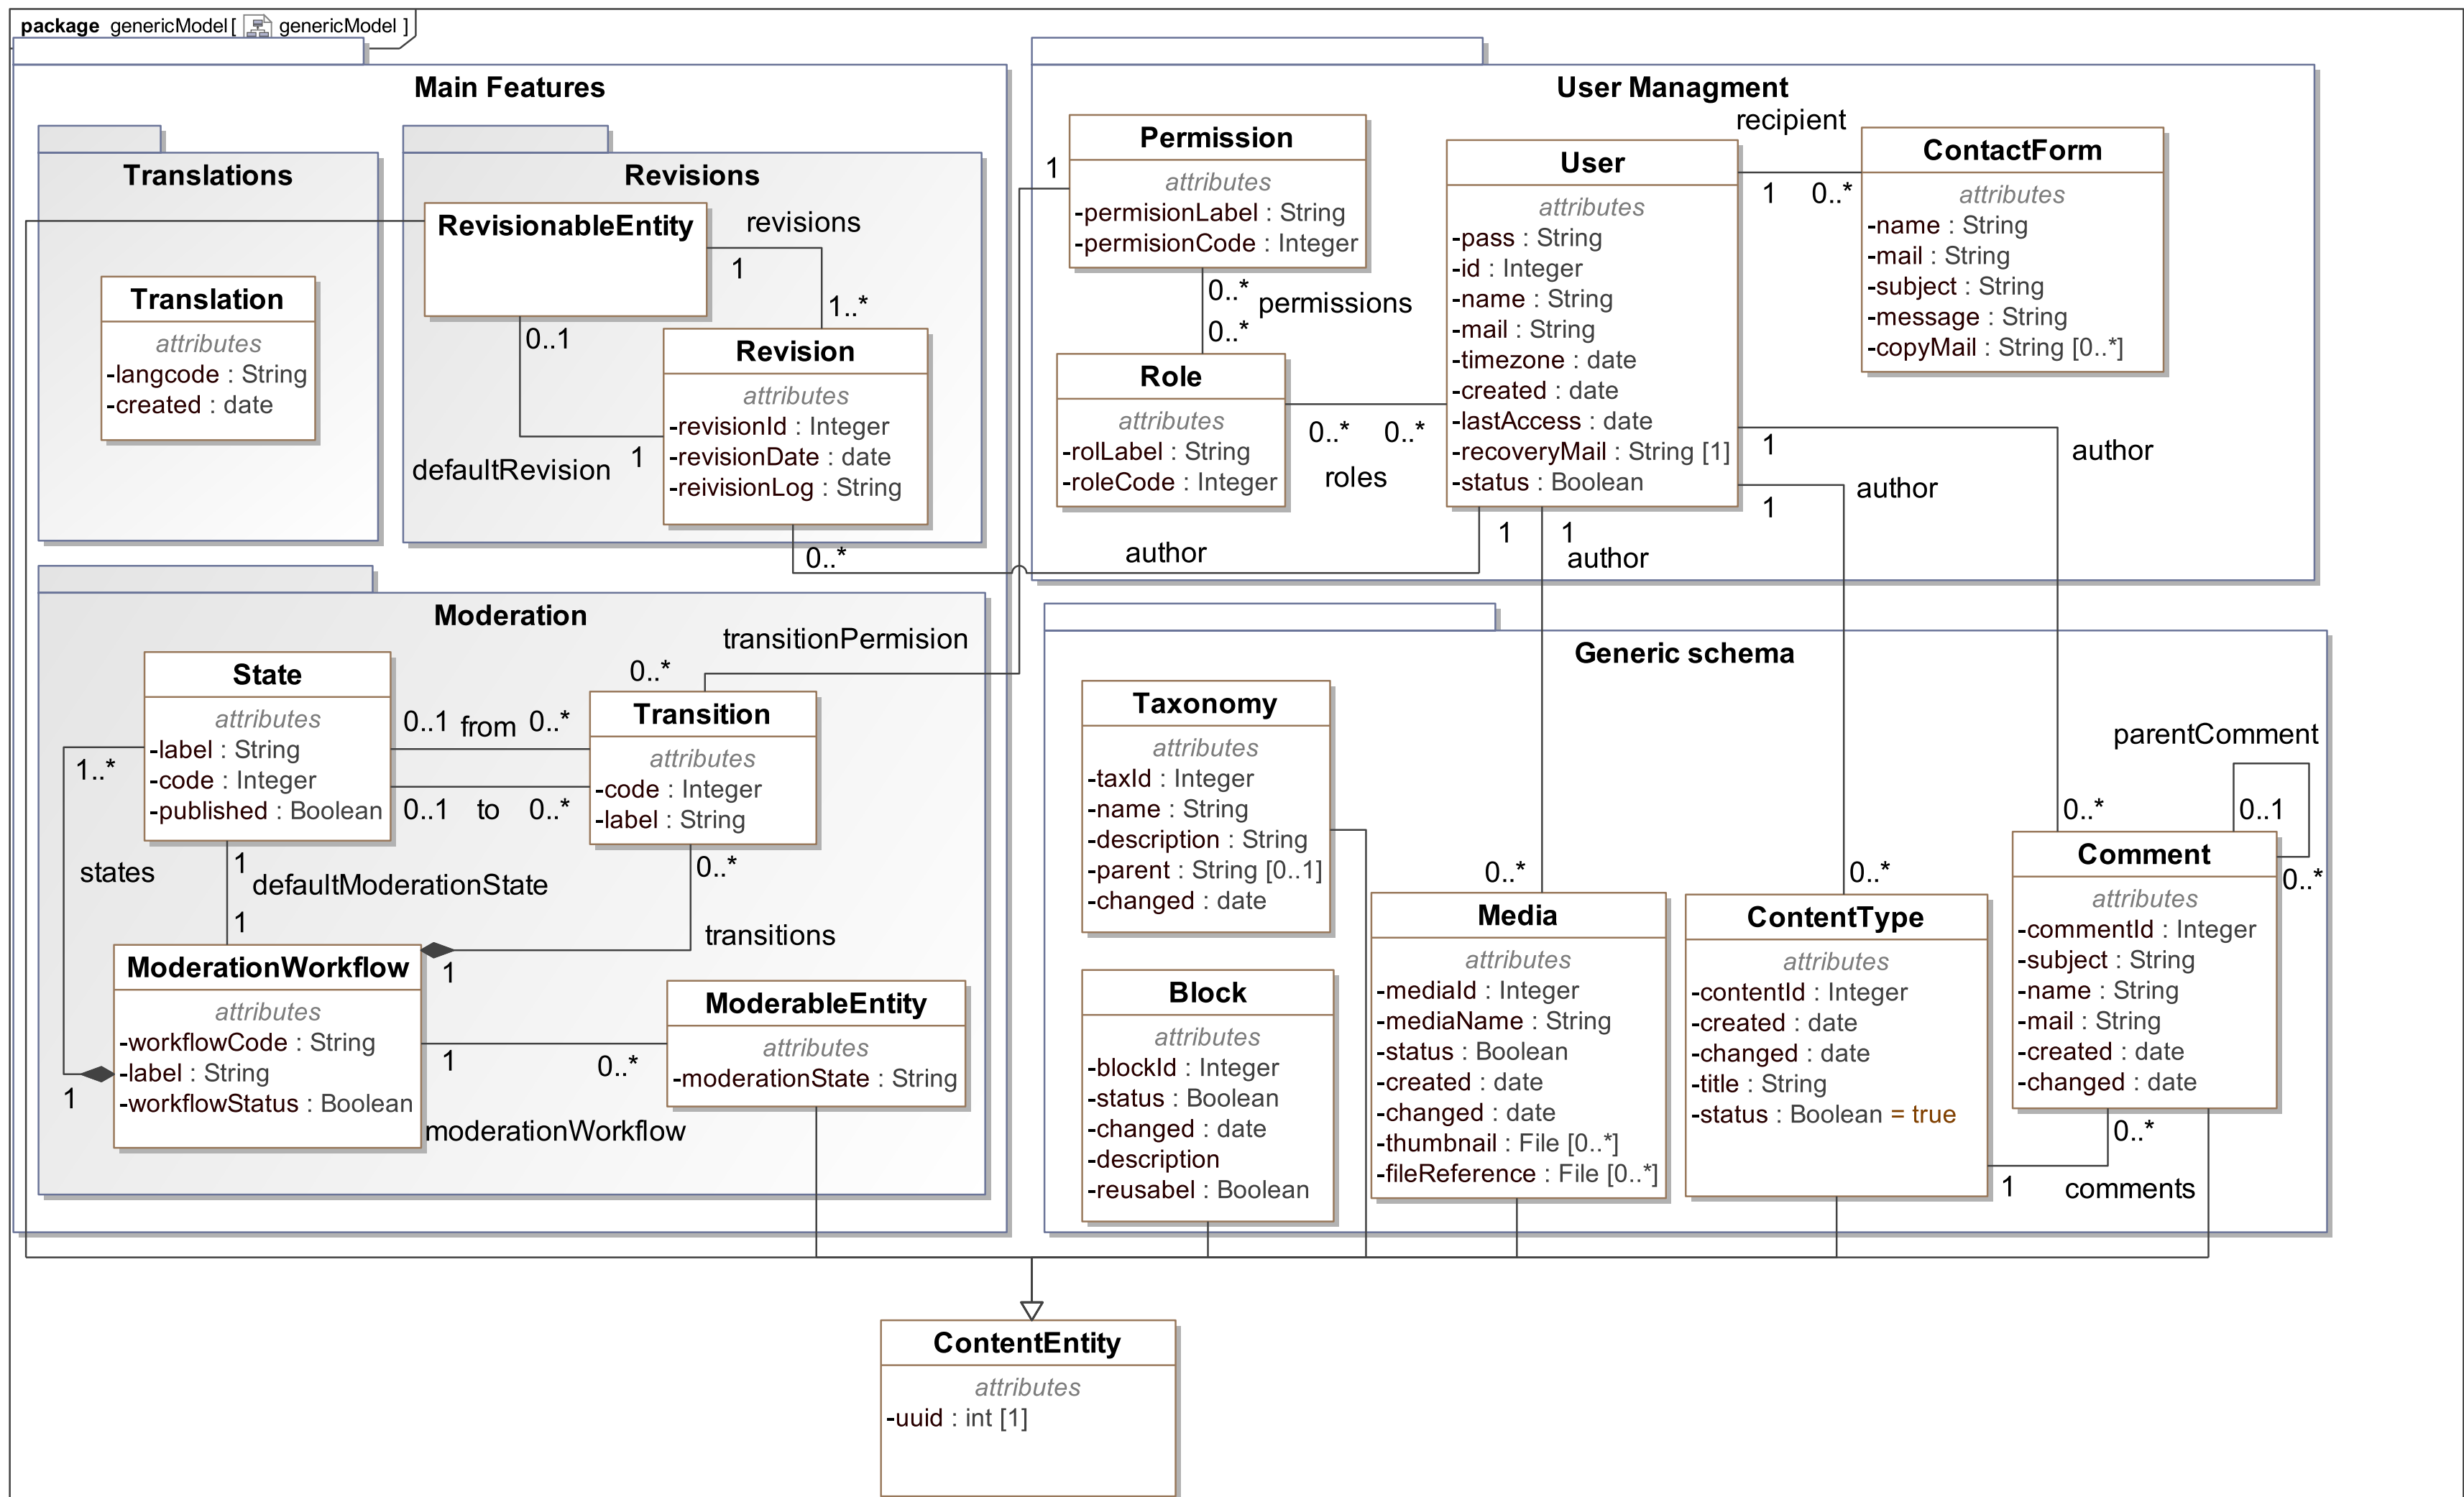 package genericModel[ genericModel ]
Main Features
Translations
Translation
attributes
-langcode : String
-created : date
Revisions
RevisionableEntity
revisions
1
1..*
0..1
Revision
attributes
-revisionId : Integer
-revisionDate : date
-reivisionLog : String
defaultRevision
1
0..*
author
1
Moderation
State
attributes
-label : String
-code : Integer
-published : Boolean
0..1 from 0..*
0..1 to 0..*
Transition
attributes
-code : Integer
-label : String
0..*
transitionPermision
1
1..*
states
1
1
defaultModerationState
1
0..*
transitions
1
ModerationWorkflow
attributes
-workflowCode : String
-label : String
-workflowStatus : Boolean
1
0..*
moderationWorkflow
ModerableEntity
attributes
-moderationState : String
User Managment
Permission
attributes
-permisionLabel : String
-permisionCode : Integer
0..*
permissions
0..*
Role
attributes
-rolLabel : String
-roleCode : Integer
0..* 0..*
roles
User
attributes
-pass : String
-id : Integer
-name : String
-mail : String
-timezone : date
-created : date
-lastAccess : date
-recoveryMail : String [1]
-status : Boolean
recipient
1 0..*
ContactForm
attributes
-name : String
-mail : String
-subject : String
-message : String
-copyMail : String [0..*]
1
author
1
author
1
author
Generic schema
Taxonomy
attributes
-taxId : Integer
-name : String
-description : String
-parent : String [0..1]
-changed : date
Block
attributes
-blockId : Integer
-status : Boolean
-changed : date
-description
-reusabel : Boolean
0..*
Media
attributes
-mediaId : Integer
-mediaName : String
-status : Boolean
-created : date
-changed : date
-thumbnail : File [0..*]
-fileReference : File [0..*]
0..*
ContentType
attributes
-contentId : Integer
-created : date
-changed : date
-title : String
-status : Boolean = true
parentComment
0..*
0..1
0..*
Comment
attributes
-commentId : Integer
-subject : String
-name : String
-mail : String
-created : date
-changed : date
0..*
1
comments
ContentEntity
attributes
-uuid : int [1]